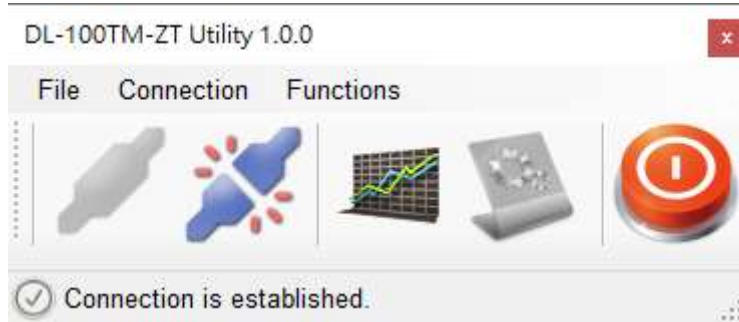 DL-100TM-ZT Utility 1.0.0
File Connection Functions
Connection is established.